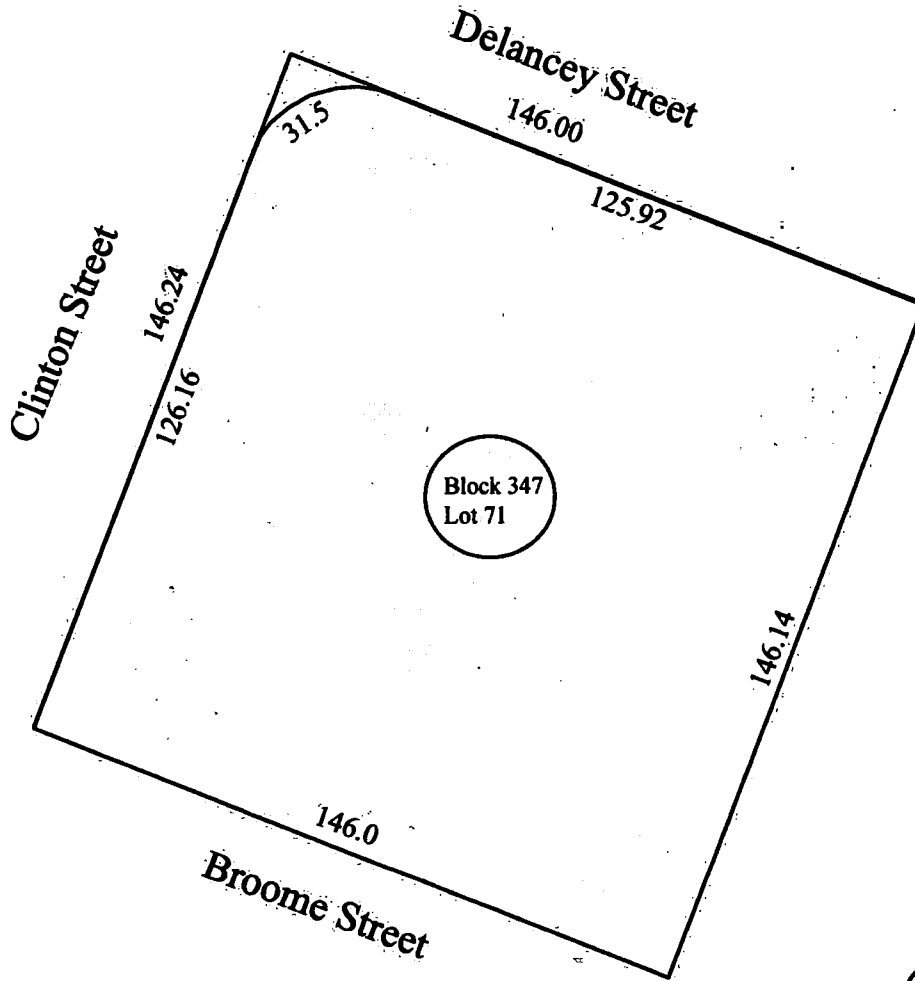 Delancey Street
146.00
31.5
125.92
Clinton Street
146.24
126.16
Block 347
Lot 71
146.14
146.0
Broome Street